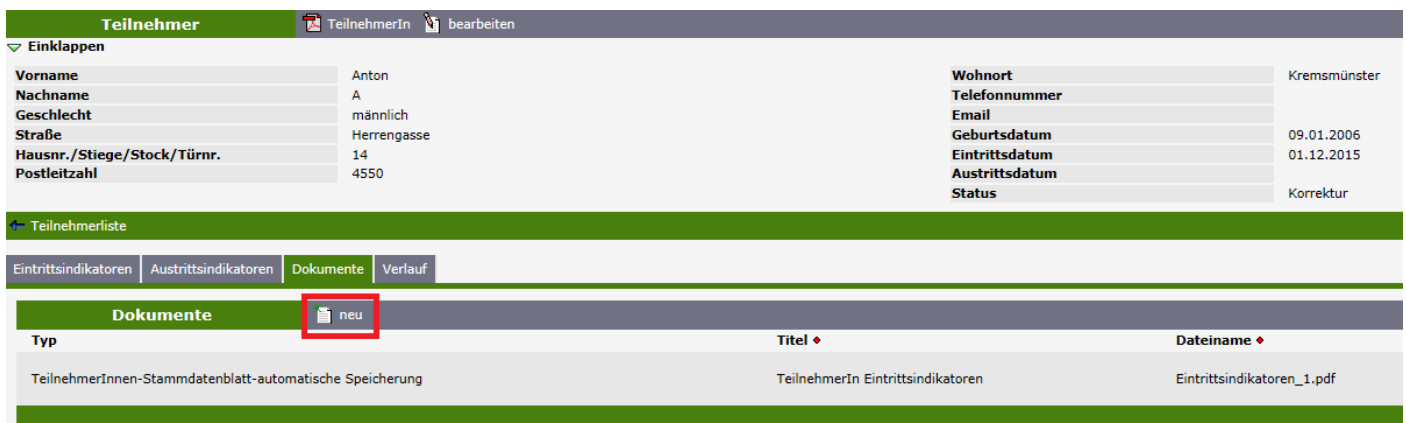 Teilnehmer TeilnehmerIn bearbeiten
Einklappen
Vorname Anton Wohnort Kremsmünster
Nachname A Telefonnummer
Geschlecht männlich Email
Straße Herrengasse Geburtsdatum 09.01.2006
Hausnr./Stiege/Stock/Türnr. 14 Eintrittsdatum 01.12.2015
Postleitzahl 4550 Austrittsdatum
Status Korrektur
Teilnehmerliste
Eintrittsindikatoren Austrittsindikatoren Dokumente Verlauf
Dokumente neu
Typ Titel Dateiname
TeilnehmerInnen-Stammdatenblatt-automatische Speicherung TeilnehmerIn Eintrittsindikatoren Eintrittsindikatoren_1.pdf